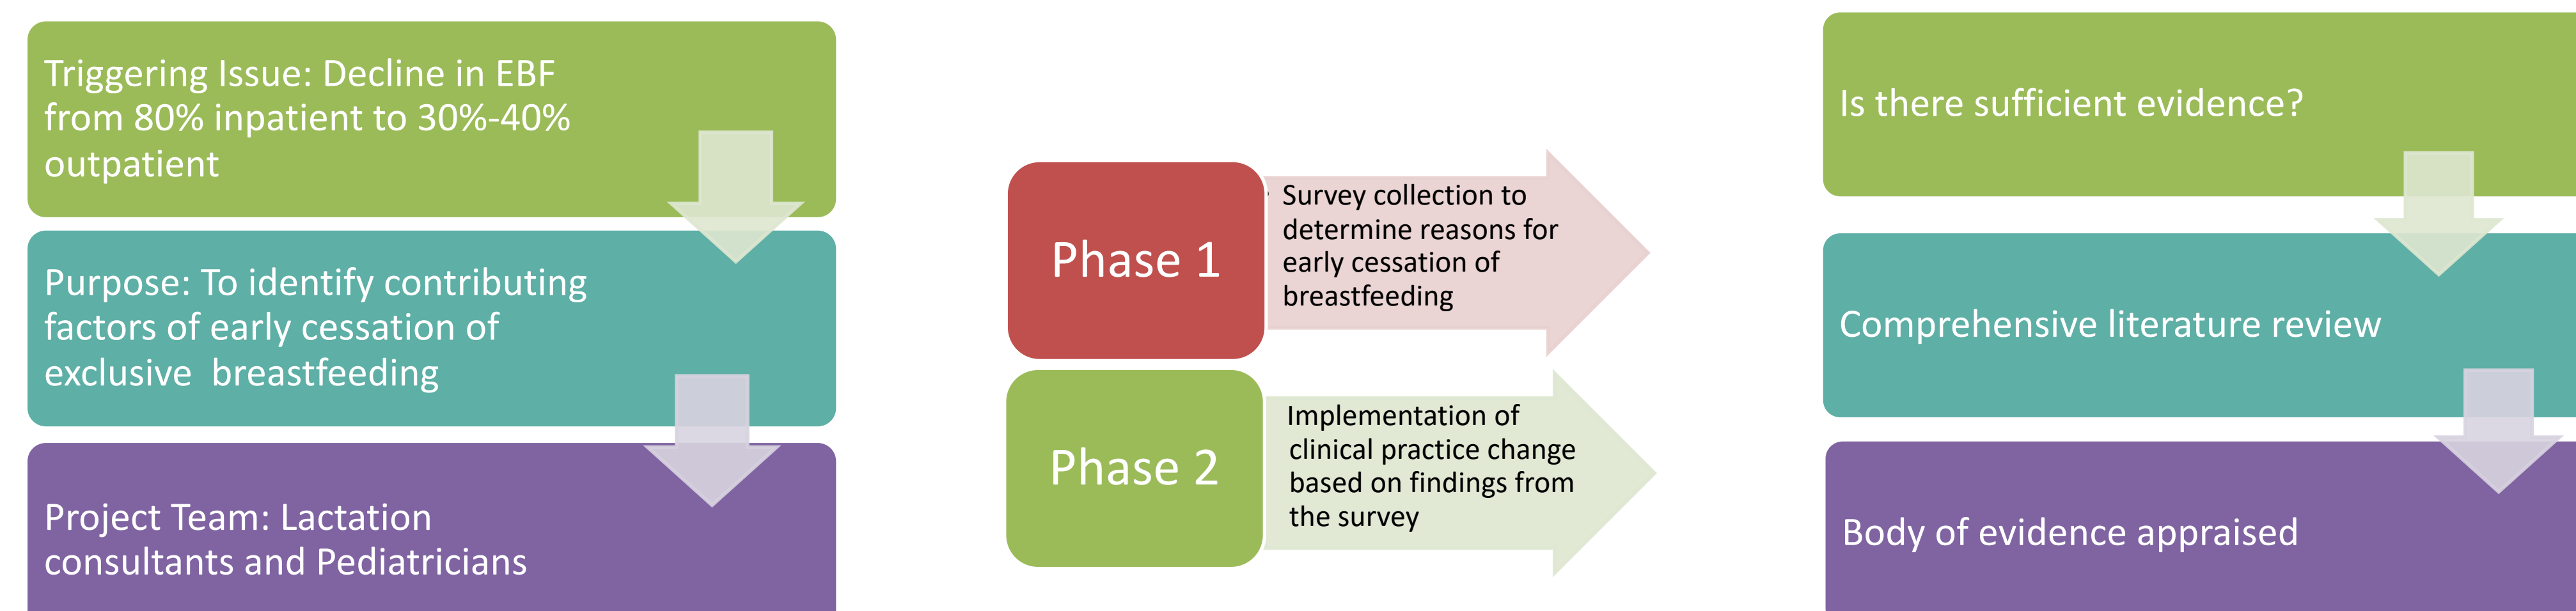 Triggering Issue: Decline in EBF
from 80% inpatient to 30%-40%
outpatient
Purpose: To identify contributing
factors of early cessation of
exclusive  breastfeeding
Project Team: Lactation
consultants and Pediatricians
Phase 1
• Survey collection to
determine reasons for
early cessation of
breastfeeding
Phase 2
Implementation of
clinical practice change
based on findings from
the survey
Is there sufficient evidence?
Comprehensive literature review
Body of evidence appraised